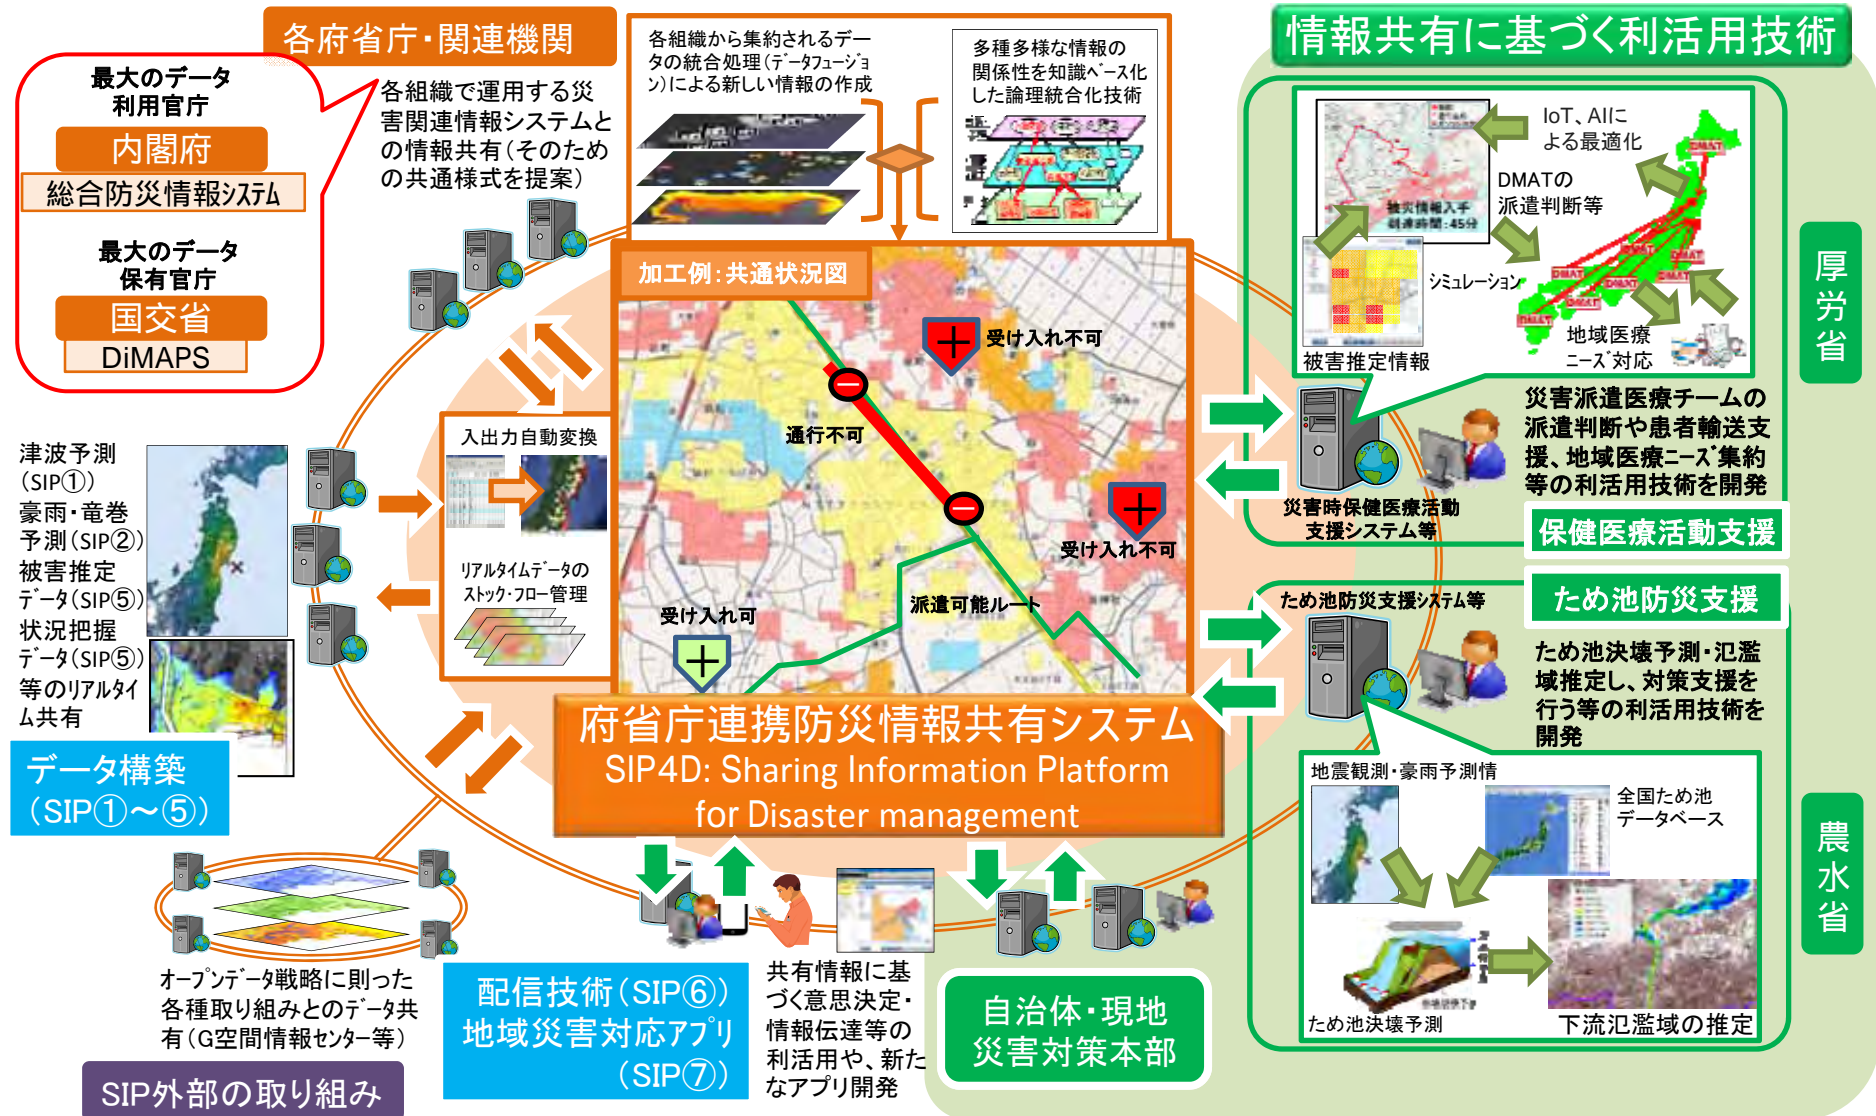 各府省庁・関連機関
最大のデータ
利用官庁
内閣府
総合防災情報システム
最大のデータ
保有官庁
国交省
DiMAPS
各組織で運用する災
害関連情報システムと
の情報共有(そのため
の共通様式を提案)
各組織から集約されるデー
タの統合処理(データフュージョ
ン)による新しい情報の作成
多種多様な情報の
関係性を知識ベース化
した論理統合化技術
加工例:共通状況図
受け入れ不可
通行不可
受け入れ不可
派遣可能ルート
受け入れ可
入出力自動変換
リアルタイムデータの
ストック・フロー管理
府省庁連携防災情報共有システム
SIP4D: Sharing Information Platform
for Disaster management
津波予測
(SIP①)
豪雨・竜巻
予測(SIP②)
被害推定
データ(SIP⑤)
状況把握
データ(SIP⑤)
等のリアルタイ
ム共有
データ構築
(SIP①~⑤)
オープンデータ戦略に則った
各種取り組みとのデータ共
有(G空間情報センター等)
SIP外部の取り組み
配信技術(SIP⑥)
地域災害対応アプリ
(SIP⑦)
共有情報に基
づく意思決定・
情報伝達等の
利活用や、新た
なアプリ開発
自治体・現地
災害対策本部
情報共有に基づく利活用技術
IoT、AIに
よる最適化
DMATの
派遣判断等
被災情報入手
到達時間:45分
シミュレーション
被害推定情報
地域医療
ニーズ対応
DMAT
DMAT
DMAT
DMAT
DMAT
DMAT
DMAT
厚労省
災害時保健医療活動
支援システム等
災害派遣医療チームの
派遣判断や患者輸送支
援、地域医療ニーズ集約
等の利活用技術を開発
保健医療活動支援
ため池防災支援システム等
ため池防災支援
ため池決壊予測・氾濫
域推定し、対策支援を
行う等の利活用技術を
開発
地震観測・豪雨予測情
全国ため池
データベース
ため池決壊予測
下流氾濫域の推定
農水省